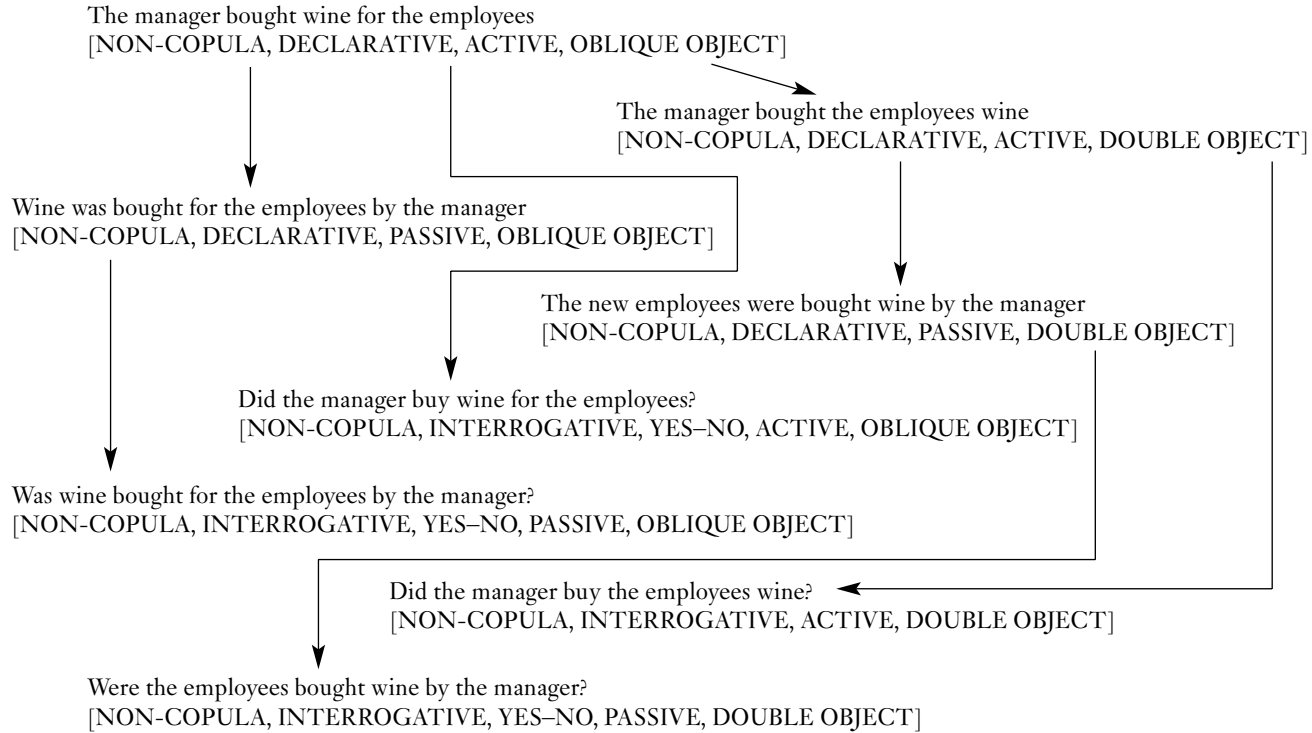 The manager bought wine for the employees
[NON-COPULA, DECLARATIVE, ACTIVE, OBLIQUE OBJECT]
The manager bought the employees wine
[NON-COPULA, DECLARATIVE, ACTIVE, DOUBLE OBJECT]
Wine was bought for the employees by the manager
[NON-COPULA, DECLARATIVE, PASSIVE, OBLIQUE OBJECT]
The new employees were bought wine by the manager
[NON-COPULA, DECLARATIVE, PASSIVE, DOUBLE OBJECT]
Did the manager buy wine for the employees?
[NON-COPULA, INTERROGATIVE, YES–NO, ACTIVE, OBLIQUE OBJECT]
Was wine bought for the employees by the manager?
[NON-COPULA, INTERROGATIVE, YES–NO, PASSIVE, OBLIQUE OBJECT]
Did the manager buy the employees wine?
[NON-COPULA, INTERROGATIVE, ACTIVE, DOUBLE OBJECT]
Were the employees bought wine by the manager?
[NON-COPULA, INTERROGATIVE, YES–NO, PASSIVE, DOUBLE OBJECT]